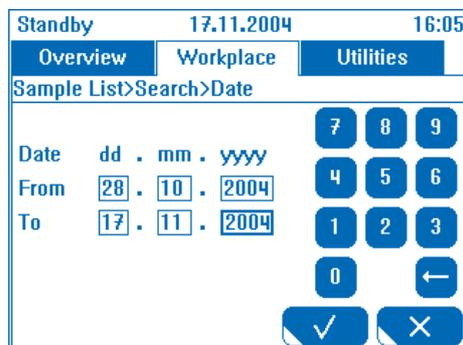 Standby 17.11.2004 16:05
Overview Workplace Utilities
Sample List>Search>Date
7 8 9
Date dd . mm . yyyy
4 5 6
From 28 . 10 . 2004
To 17 . 11 . 2004
1 2 3
0